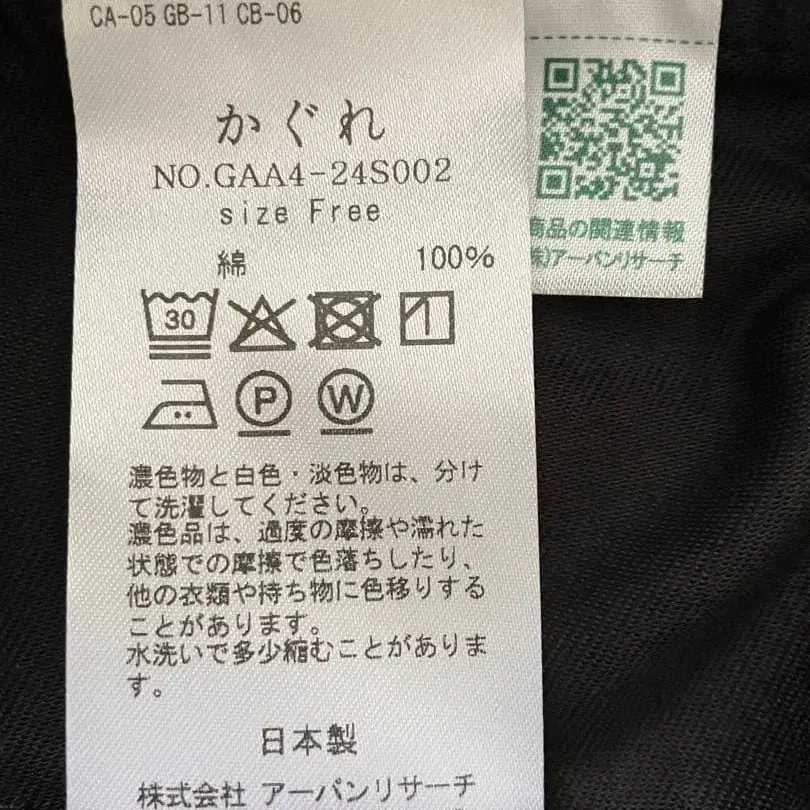 CA-05 GB-11 CB-06
かぐれ
NO.GAA4-24S002
size Free
綿 100%
30
P W
濃色物と白色・淡色物は、分け
て洗濯してください。
濃色品は、過度の摩擦や濡れた
状態での摩擦で色落ちしたり、
他の衣類や持ち物に色移りする
ことがあります。
水洗いで多少縮むことがありま
す。
日本製
株式会社 アーバンリサーチ
商品の関連情報
(株)アーバンリサーチ